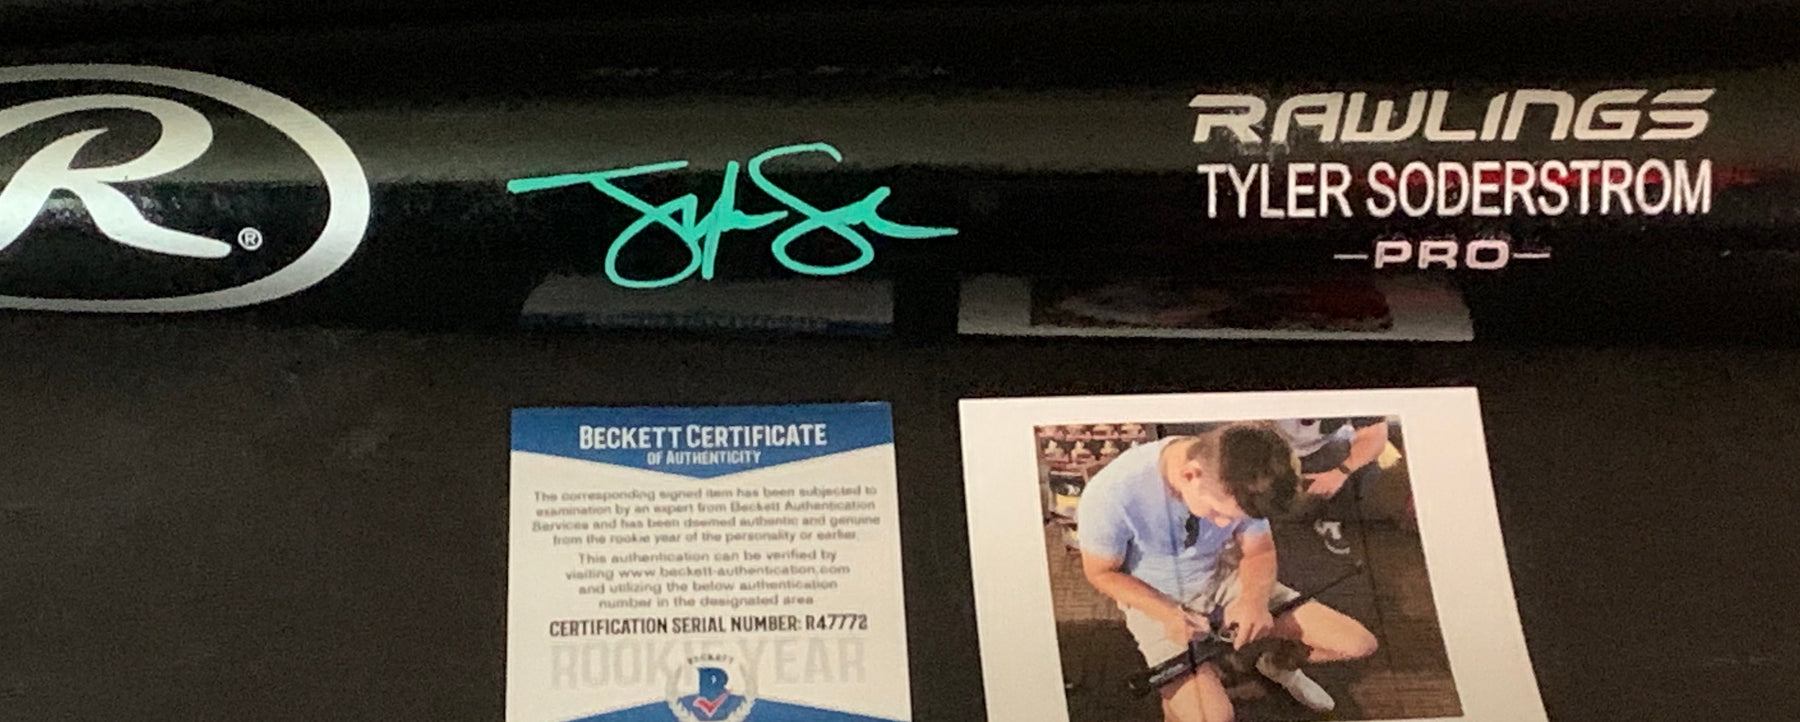 R®
Tyler So
RAWLINGS
TYLER SODERSTROM
—PRO—
BECKETT CERTIFICATE
OF AUTHENTICITY
The corresponding signed item has been subjected to
examination by an expert from Beckett Authentication
Services and has been deemed authentic and genuine
from the rookie year of the personality or earlier.
This authentication can be verified by
visiting www.beckett-authentication.com
and utilizing the below authentication
number in the designated area
CERTIFICATION SERIAL NUMBER: R47772
ROOKIE YEAR
BECKETT
B